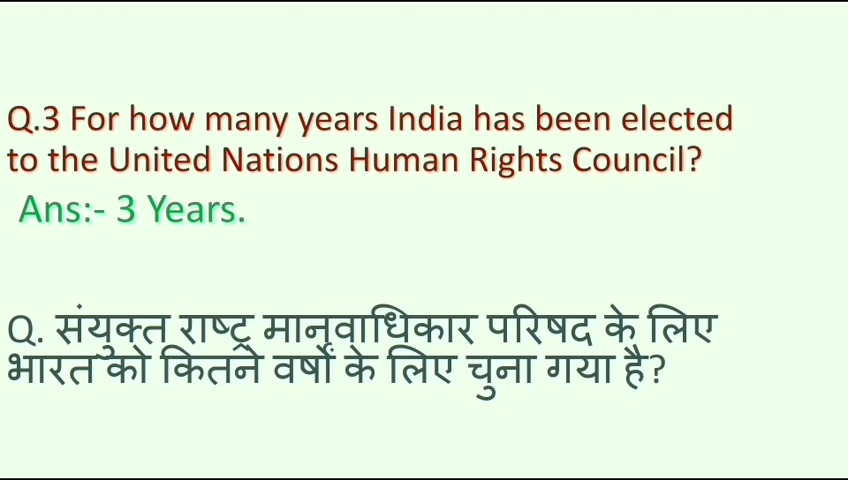 Q.3 For how many years India has been elected
to the United Nations Human Rights Council?
Ans:- 3 Years.
Q. संयुक्त राष्ट्र मानवाधिकार परिषद के लिए
भारत को कितने वर्षों के लिए चुना गया है?